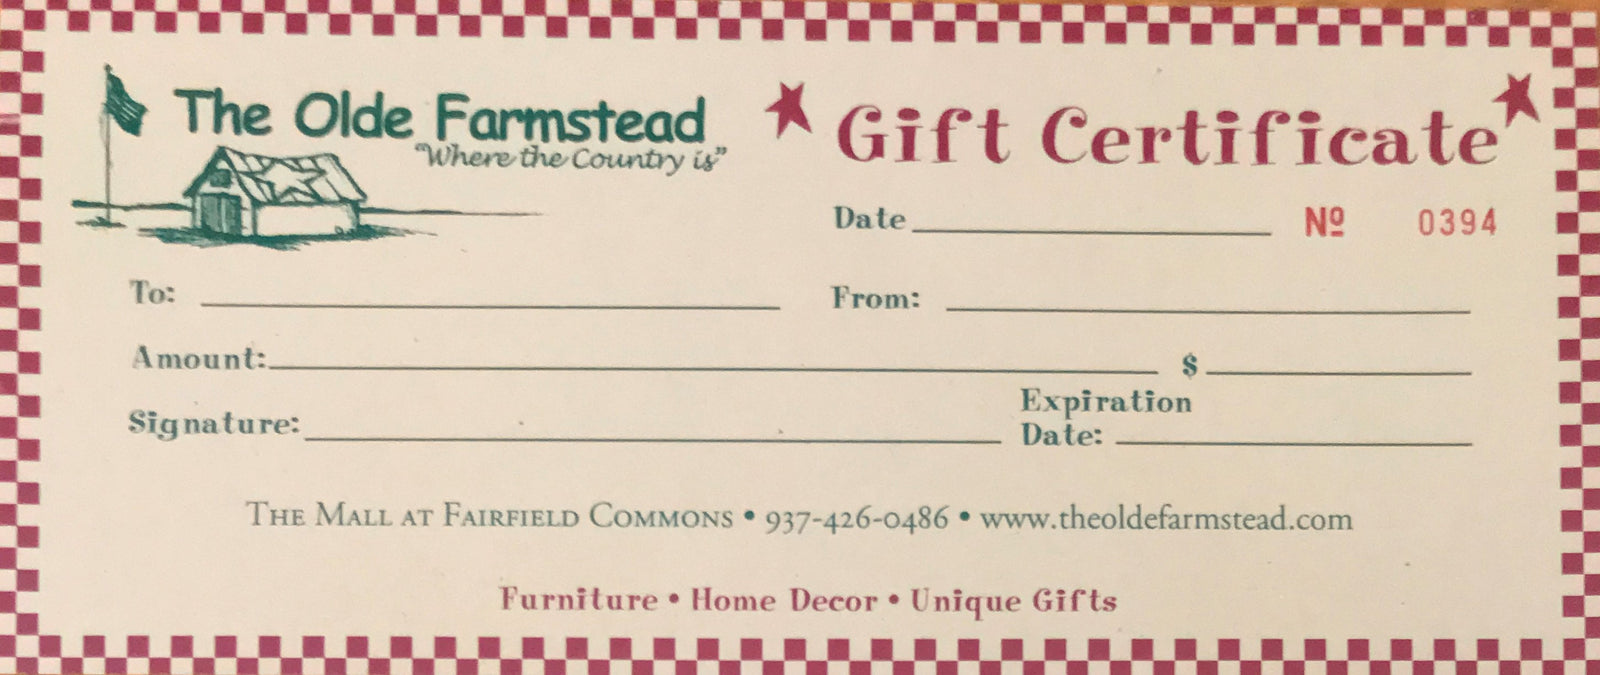 The Olde Farmstead
"Where the Country is"
Gift Certificate
Date Nº 0394
To: From:
Amount: $
Signature: Expiration
Date:
The Mall at Fairfield Commons • 937-426-0486 • www.theoldefarmstead.com
Furniture • Home Decor • Unique Gifts